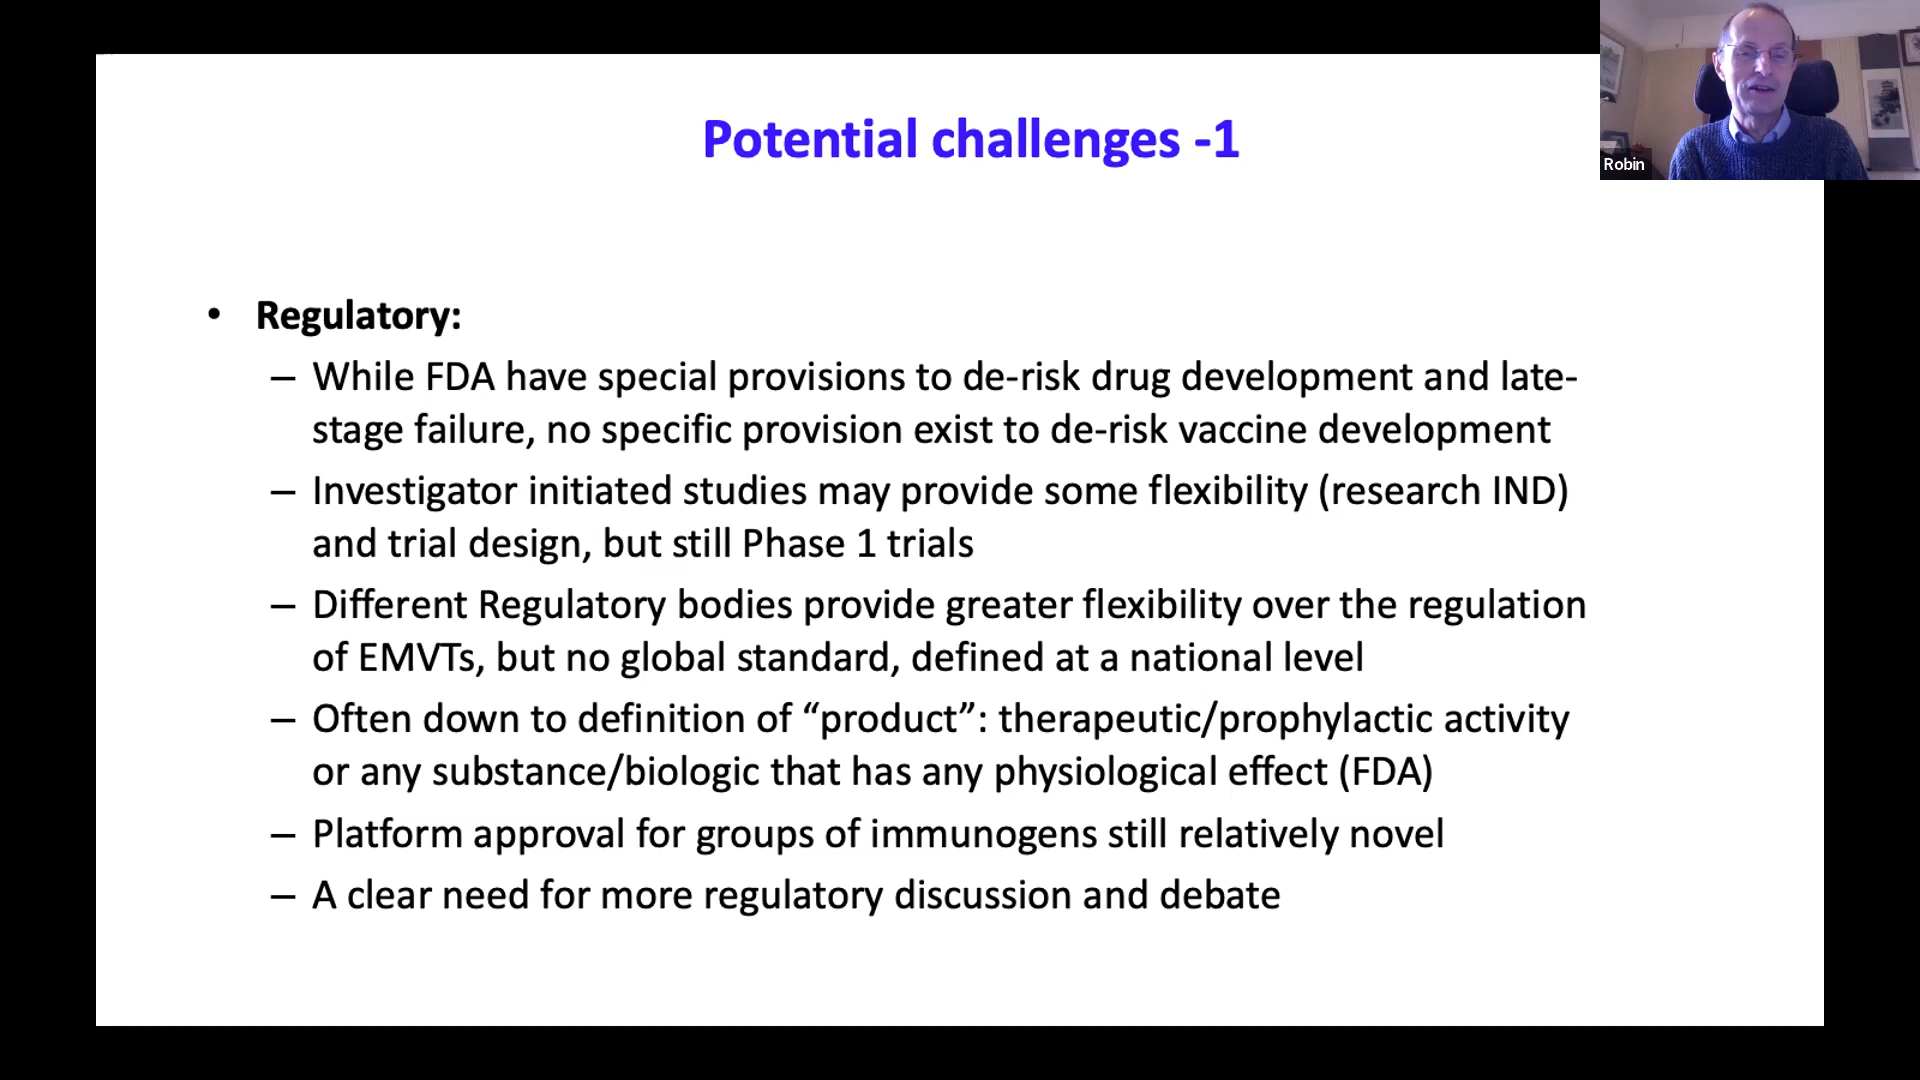 Potential challenges -1
Robin
• Regulatory:
– While FDA have special provisions to de-risk drug development and late-
stage failure, no specific provision exist to de-risk vaccine development
– Investigator initiated studies may provide some flexibility (research IND)
and trial design, but still Phase 1 trials
– Different Regulatory bodies provide greater flexibility over the regulation
of EMVTs, but no global standard, defined at a national level
– Often down to definition of “product”: therapeutic/prophylactic activity
or any substance/biologic that has any physiological effect (FDA)
– Platform approval for groups of immunogens still relatively novel
– A clear need for more regulatory discussion and debate